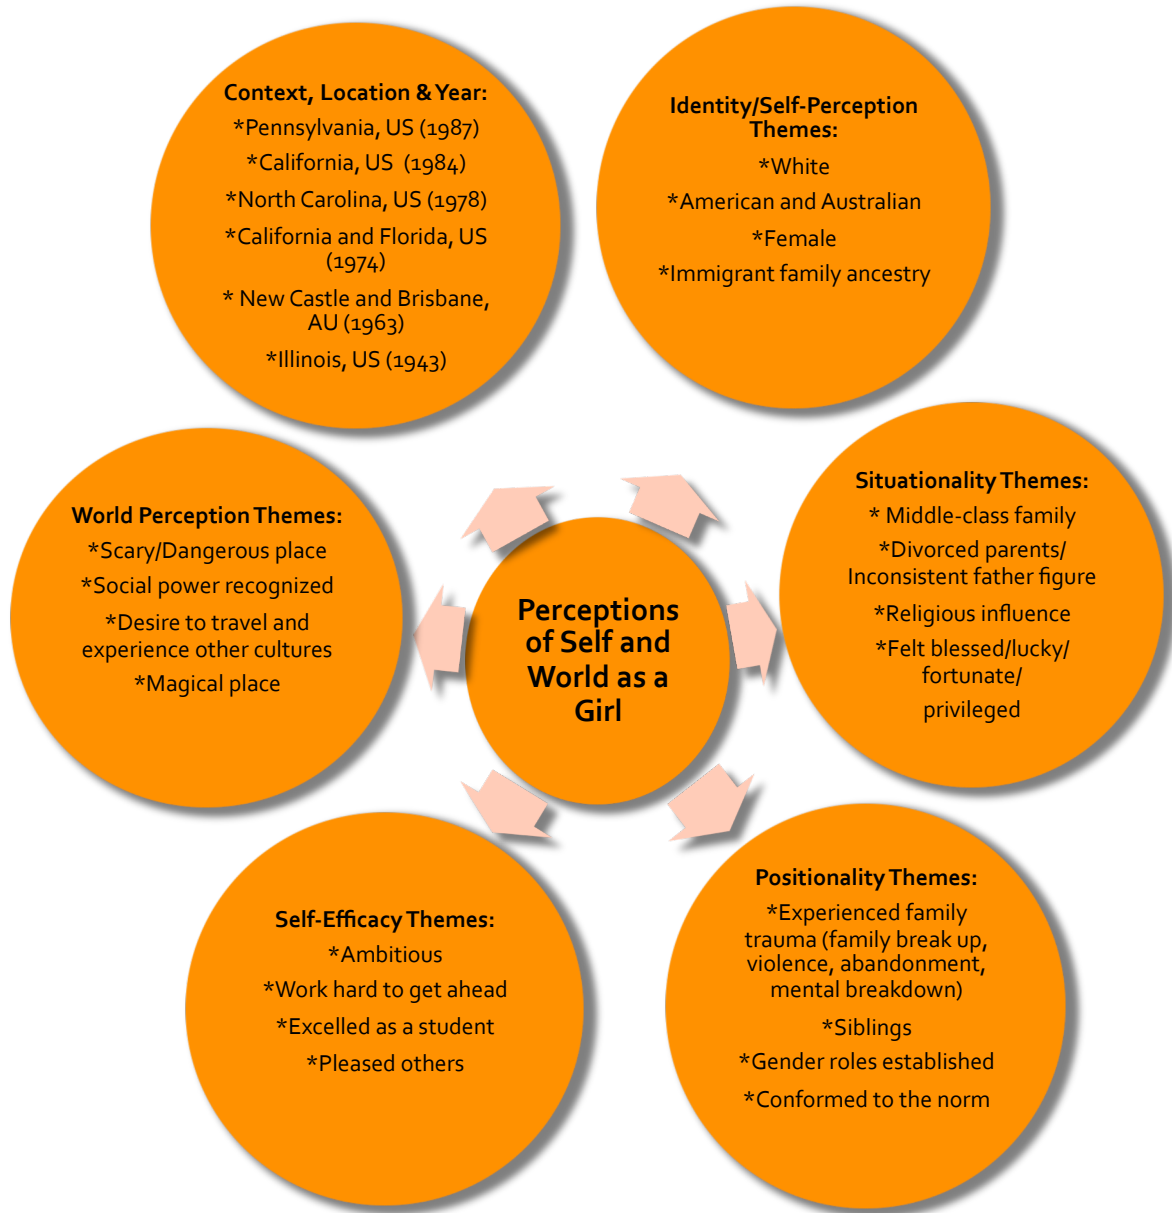 Context, Location & Year:
*Pennsylvania, US (1987)
*California, US  (1984)
*North Carolina, US (1978)
*California and Florida, US
(1974)
* New Castle and Brisbane,
AU (1963)
*Illinois, US (1943)
Identity/Self-Perception
Themes:
*White
*American and Australian
*Female
*Immigrant family ancestry
World Perception Themes:
*Scary/Dangerous place
*Social power recognized
*Desire to travel and
experience other cultures
*Magical place
Perceptions
of Self and
World as a
Girl
Situationality Themes:
* Middle-class family
*Divorced parents/
Inconsistent father figure
*Religious influence
*Felt blessed/lucky/
fortunate/
privileged
Self-Efficacy Themes:
*Ambitious
*Work hard to get ahead
*Excelled as a student
*Pleased others
Positionality Themes:
*Experienced family
trauma (family break up,
violence, abandonment,
mental breakdown)
*Siblings
*Gender roles established
*Conformed to the norm